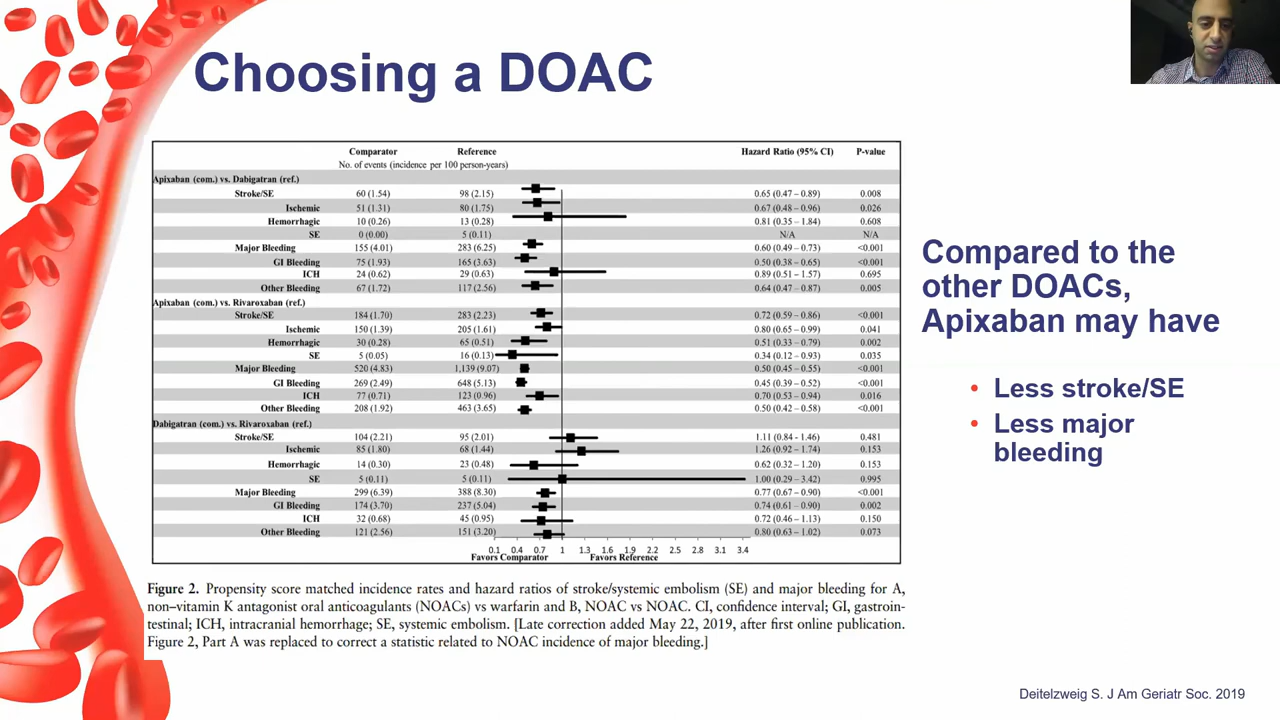 Choosing a DOAC
Comparator Reference Hazard Ratio (95% CI) P-value
No. of events (incidence per 100 person-years)
Apixaban (com.) vs. Dabigatran (ref.)
Stroke/SE 60 (1.54) 98 (2.15) 0.65 (0.47 – 0.89) 0.008
Ischemic 51 (1.31) 80 (1.75) 0.67 (0.48 – 0.96) 0.026
Hemorrhagic 10 (0.26) 13 (0.28) 0.81 (0.35 – 1.84) 0.608
SE 0 (0.00) 5 (0.11) N/A N/A
Major Bleeding 155 (4.01) 283 (6.25) 0.60 (0.49 – 0.73) <0.001
GI Bleeding 75 (1.93) 165 (3.63) 0.50 (0.38 – 0.65) <0.001
ICH 24 (0.62) 29 (0.63) 0.89 (0.51 – 1.57) 0.695
Other Bleeding 67 (1.72) 117 (2.56) 0.64 (0.47 – 0.87) 0.005
Apixaban (com.) vs. Rivaroxaban (ref.)
Stroke/SE 184 (1.70) 283 (2.23) 0.72 (0.59 – 0.86) <0.001
Ischemic 150 (1.39) 205 (1.61) 0.80 (0.65 – 0.99) 0.041
Hemorrhagic 30 (0.28) 65 (0.51) 0.51 (0.33 – 0.79) 0.002
SE 5 (0.05) 16 (0.13) 0.34 (0.12 – 0.93) 0.035
Major Bleeding 520 (4.83) 1,139 (9.07) 0.50 (0.45 – 0.55) <0.001
GI Bleeding 269 (2.49) 648 (5.13) 0.45 (0.39 – 0.52) <0.001
ICH 77 (0.71) 123 (0.96) 0.70 (0.53 – 0.94) 0.016
Other Bleeding 208 (1.92) 463 (3.65) 0.50 (0.42 – 0.58) <0.001
Dabigatran (com.) vs. Rivaroxaban (ref.)
Stroke/SE 104 (2.21) 95 (2.01) 1.11 (0.84 - 1.46) 0.481
Ischemic 85 (1.80) 68 (1.44) 1.26 (0.92 – 1.74) 0.153
Hemorrhagic 14 (0.30) 23 (0.48) 0.62 (0.32 – 1.20) 0.153
SE 5 (0.11) 5 (0.11) 1.00 (0.29 – 3.42) 0.995
Major Bleeding 299 (6.39) 388 (8.30) 0.77 (0.67 – 0.90) <0.001
GI Bleeding 174 (3.70) 237 (5.04) 0.74 (0.61 – 0.90) 0.002
ICH 32 (0.68) 45 (0.95) 0.72 (0.46 – 1.13) 0.150
Other Bleeding 121 (2.56) 151 (3.20) 0.80 (0.63 – 1.02) 0.073
0.1 0.4 0.7 1 1.3 1.6 1.9 2.2 2.5 2.8 3.1 3.4
Favors Comparator Favors Reference
Figure 2. Propensity score matched incidence rates and hazard ratios of stroke/systemic embolism (SE) and major bleeding for A,
non–vitamin K antagonist oral anticoagulants (NOACs) vs warfarin and B, NOAC vs NOAC. CI, confidence interval; GI, gastroin-
testinal; ICH, intracranial hemorrhage; SE, systemic embolism. [Late correction added May 22, 2019, after first online publication.
Figure 2, Part A was replaced to correct a statistic related to NOAC incidence of major bleeding.]
Compared to the
other DOACs,
Apixaban may have
• Less stroke/SE
• Less major
bleeding
Deitelzweig S. J Am Geriatr Soc. 2019